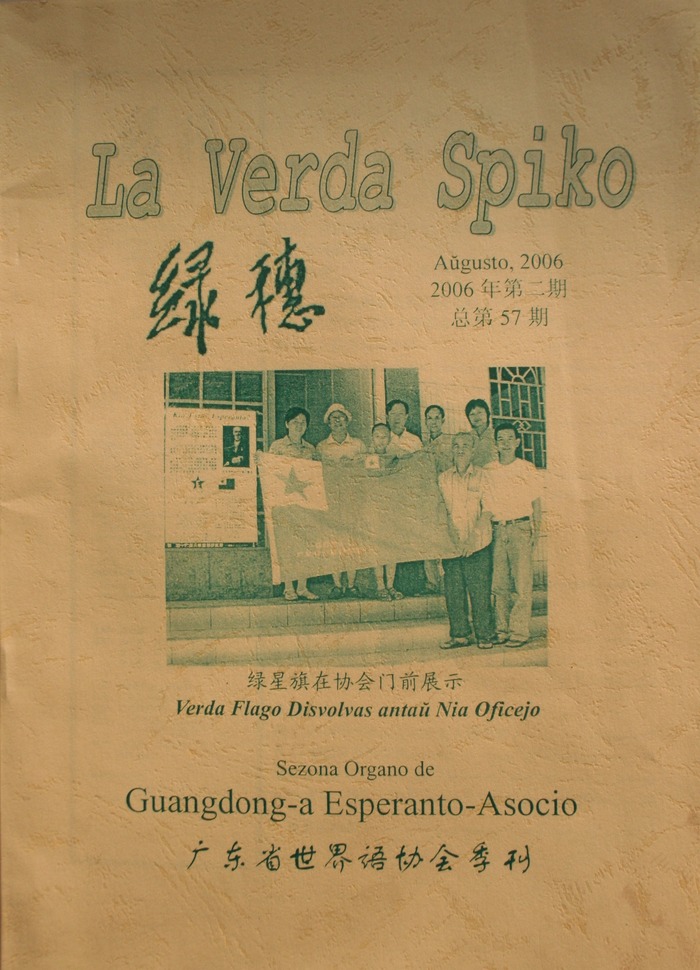 La Verda Spiko
绿穗
Aŭgusto, 2006
2006 年第二期
总第 57 期
绿星旗在协会门前展示
Verda Flago Disvolvas antaŭ Nia Oficejo
Sezona Organo de
Guangdong-a Esperanto-Asocio
广东省世界语协会季刊